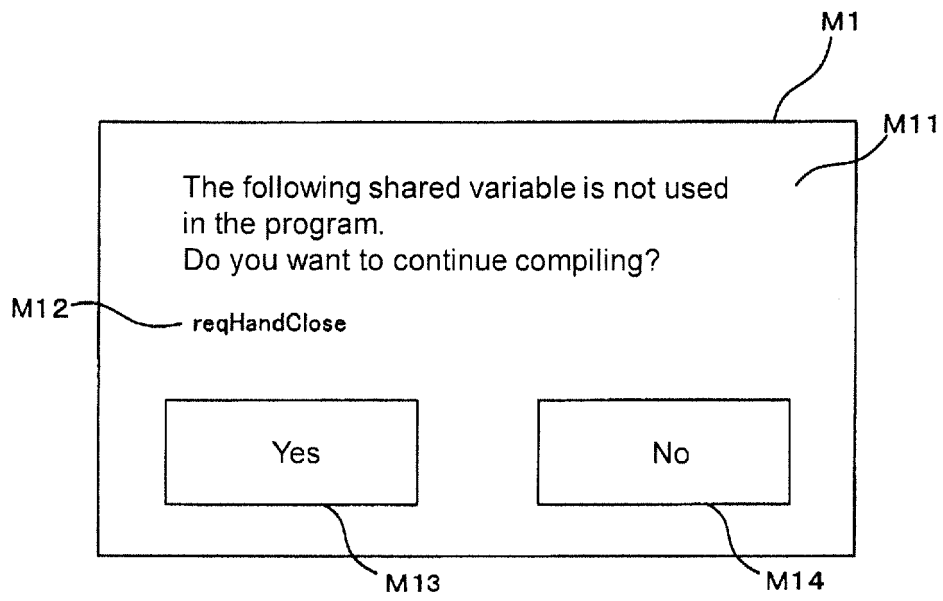 M1
M11
The following shared variable is not used
in the program.
Do you want to continue compiling?
M12
reqHandClose
Yes
No
M13
M14